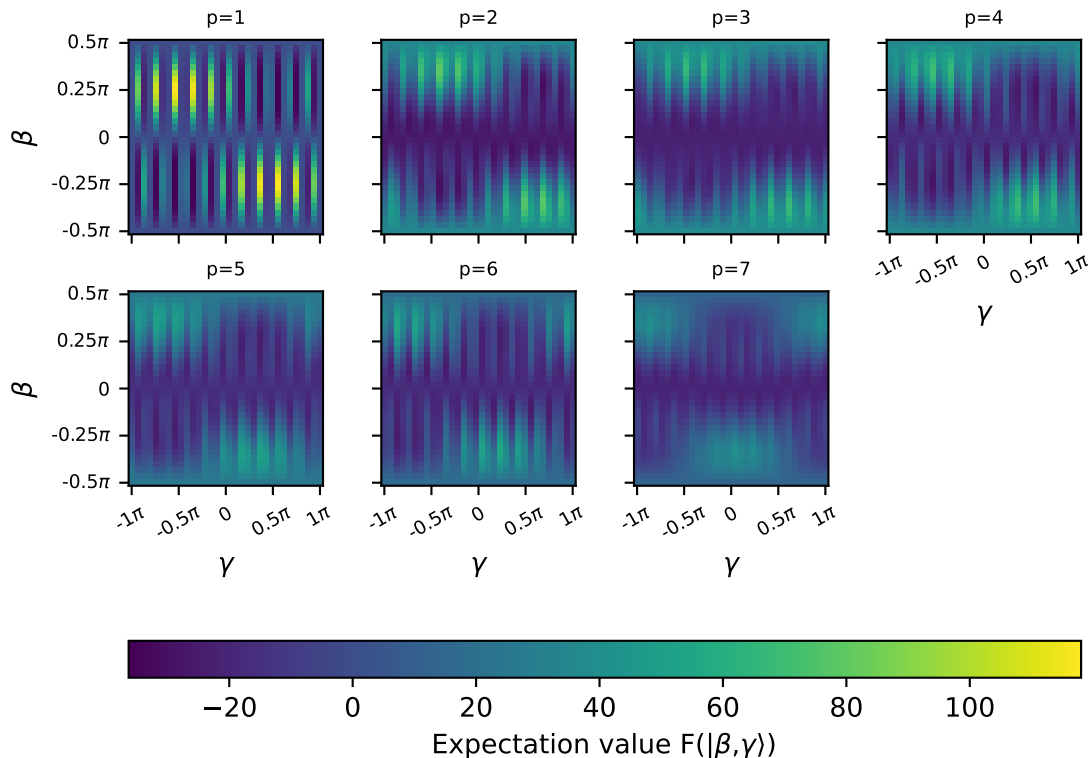 p=1
p=2
p=3
p=4
0.5π
0.25π
0
-0.25π
-0.5π
β
-1π
-0.5π
0
0.5π
1π
γ
p=5
p=6
p=7
0.5π
0.25π
0
-0.25π
-0.5π
β
-1π
-0.5π
0
0.5π
1π
γ
-1π
-0.5π
0
0.5π
1π
γ
-1π
-0.5π
0
0.5π
1π
γ
−20
0
20
40
60
80
100
Expectation value F(|β,γ⟩)